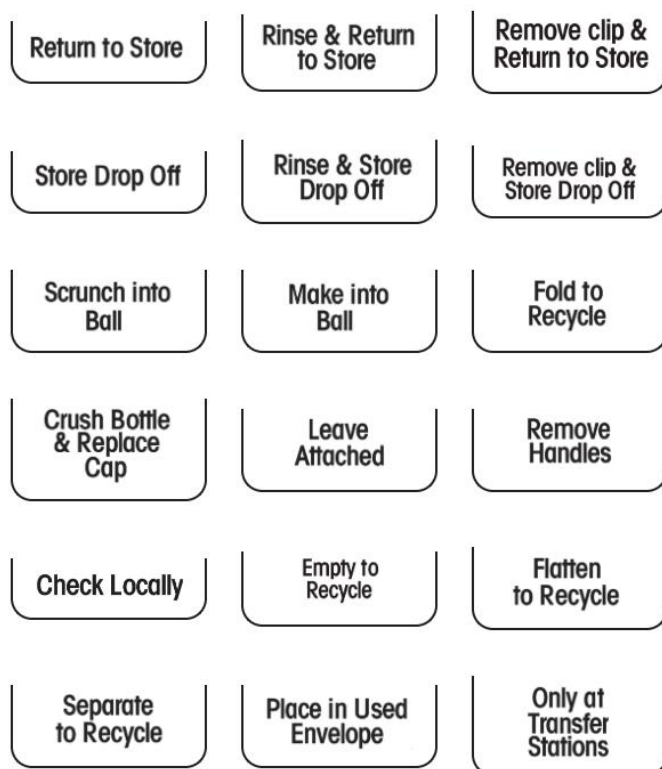 Return to Store
Rinse & Return
to Store
Remove clip &
Return to Store
Store Drop Off
Rinse & Store
Drop Off
Remove clip &
Store Drop Off
Scrunch into
Ball
Make into
Ball
Fold to
Recycle
Crush Bottle
& Replace
Cap
Leave
Attached
Remove
Handles
Check Locally
Empty to
Recycle
Flatten
to Recycle
Separate
to Recycle
Place in Used
Envelope
Only at
Transfer
Stations